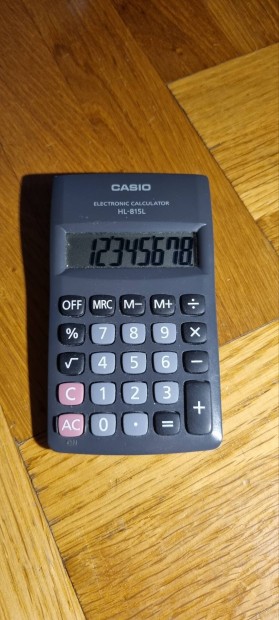 CASIO
ELECTRONIC CALCULATOR
HL-815L
12345678
OFF MRC M− M+ ÷
% 7 8 9 ×
√ 4 5 6 −
C 1 2 3 +
AC 0 · =
ON